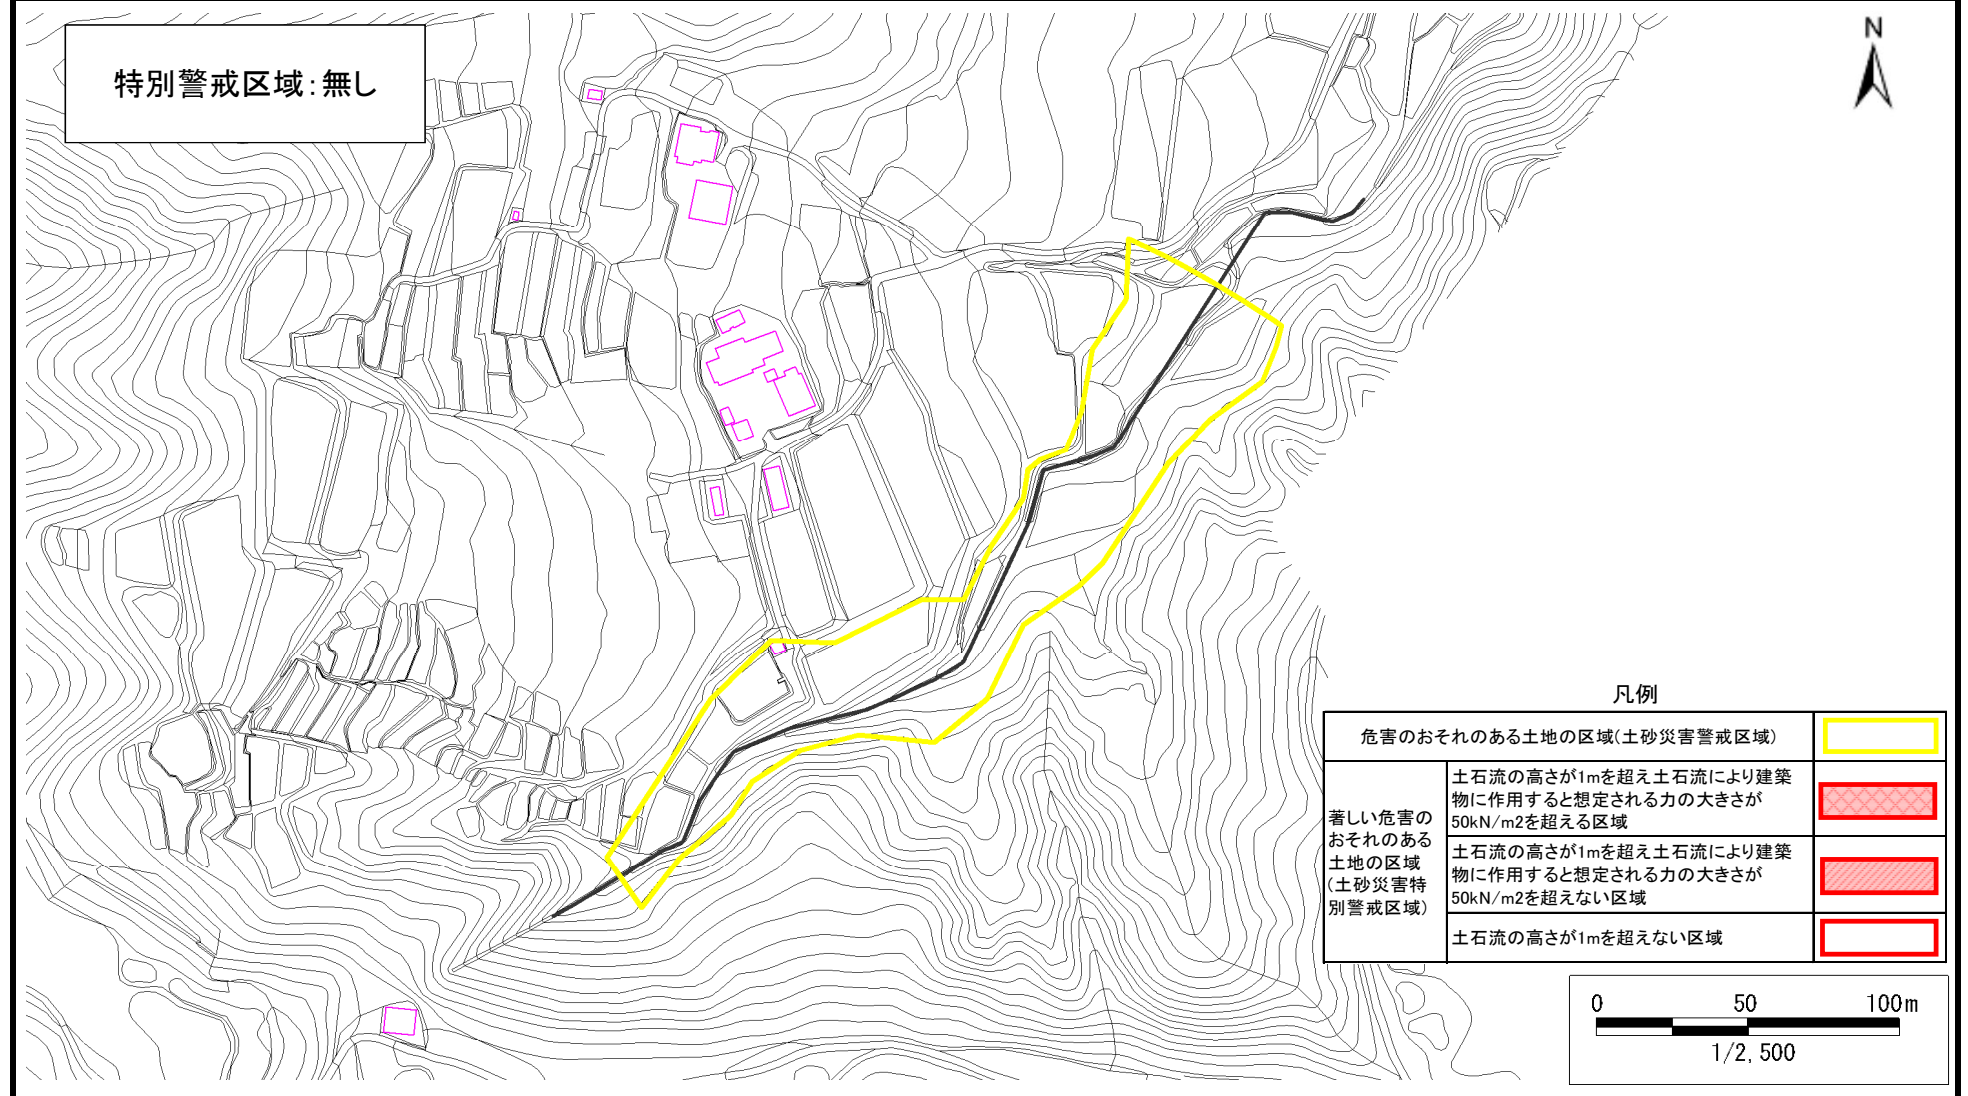 特別警戒区域：無し
N
凡例
危害のおそれのある土地の区域（土砂災害警戒区域）
著しい危害の
おそれのある
土地の区域
（土砂災害特
別警戒区域）
土石流の高さが1mを超え土石流により建築
物に作用すると想定される力の大きさが
50kN/m2を超える区域
土石流の高さが1mを超え土石流により建築
物に作用すると想定される力の大きさが
50kN/m2を超えない区域
土石流の高さが1mを超えない区域
0 50 100m
1/2,500